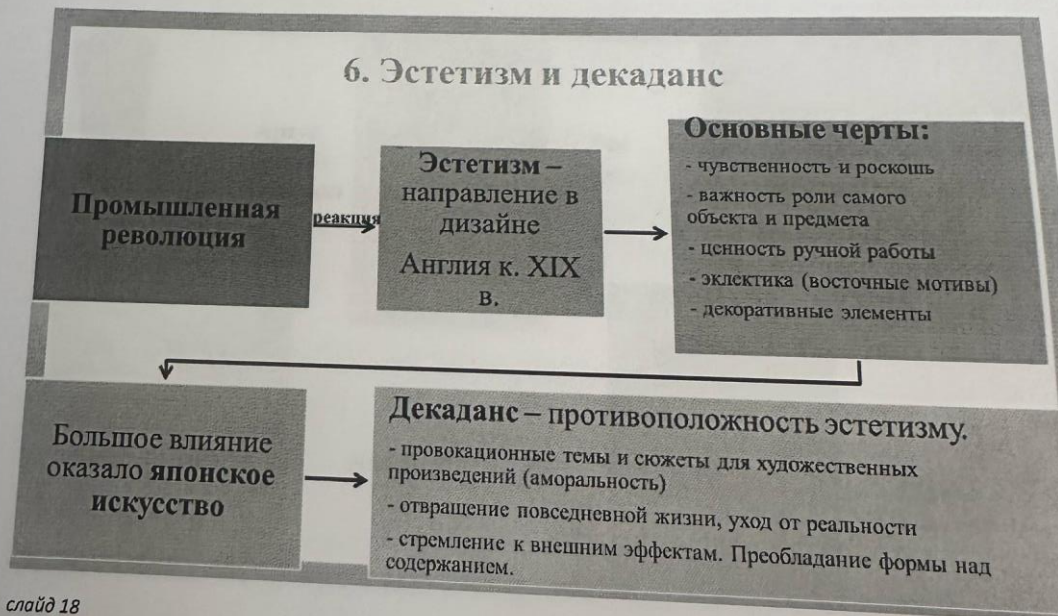 6. Эстетизм и декаданс
Промышленная
революция
реакция
Эстетизм –
направление в
дизайне
Англия к. XIX
в.
Основные черты:
- чувственность и роскошь
- важность роли самого
объекта и предмета
- ценность ручной работы
- эклектика (восточные мотивы)
- декоративные элементы
Большое влияние
оказало японское
искусство
Декаданс – противоположность эстетизму.
- провокационные темы и сюжеты для художественных
произведений (аморальность)
- отвращение повседневной жизни, уход от реальности
- стремление к внешним эффектам. Преобладание формы над
содержанием.
слайд 18